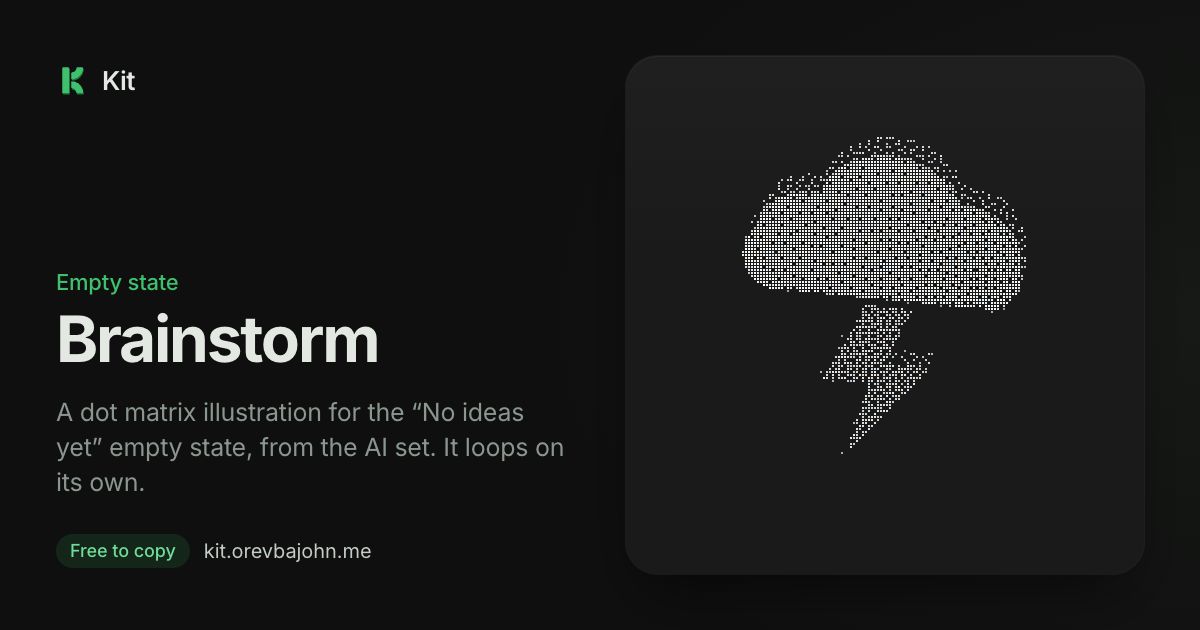 Kit
Empty state
Brainstorm
A dot matrix illustration for the “No ideas
yet” empty state, from the AI set. It loops on
its own.
Free to copy
kit.orevbajohn.me